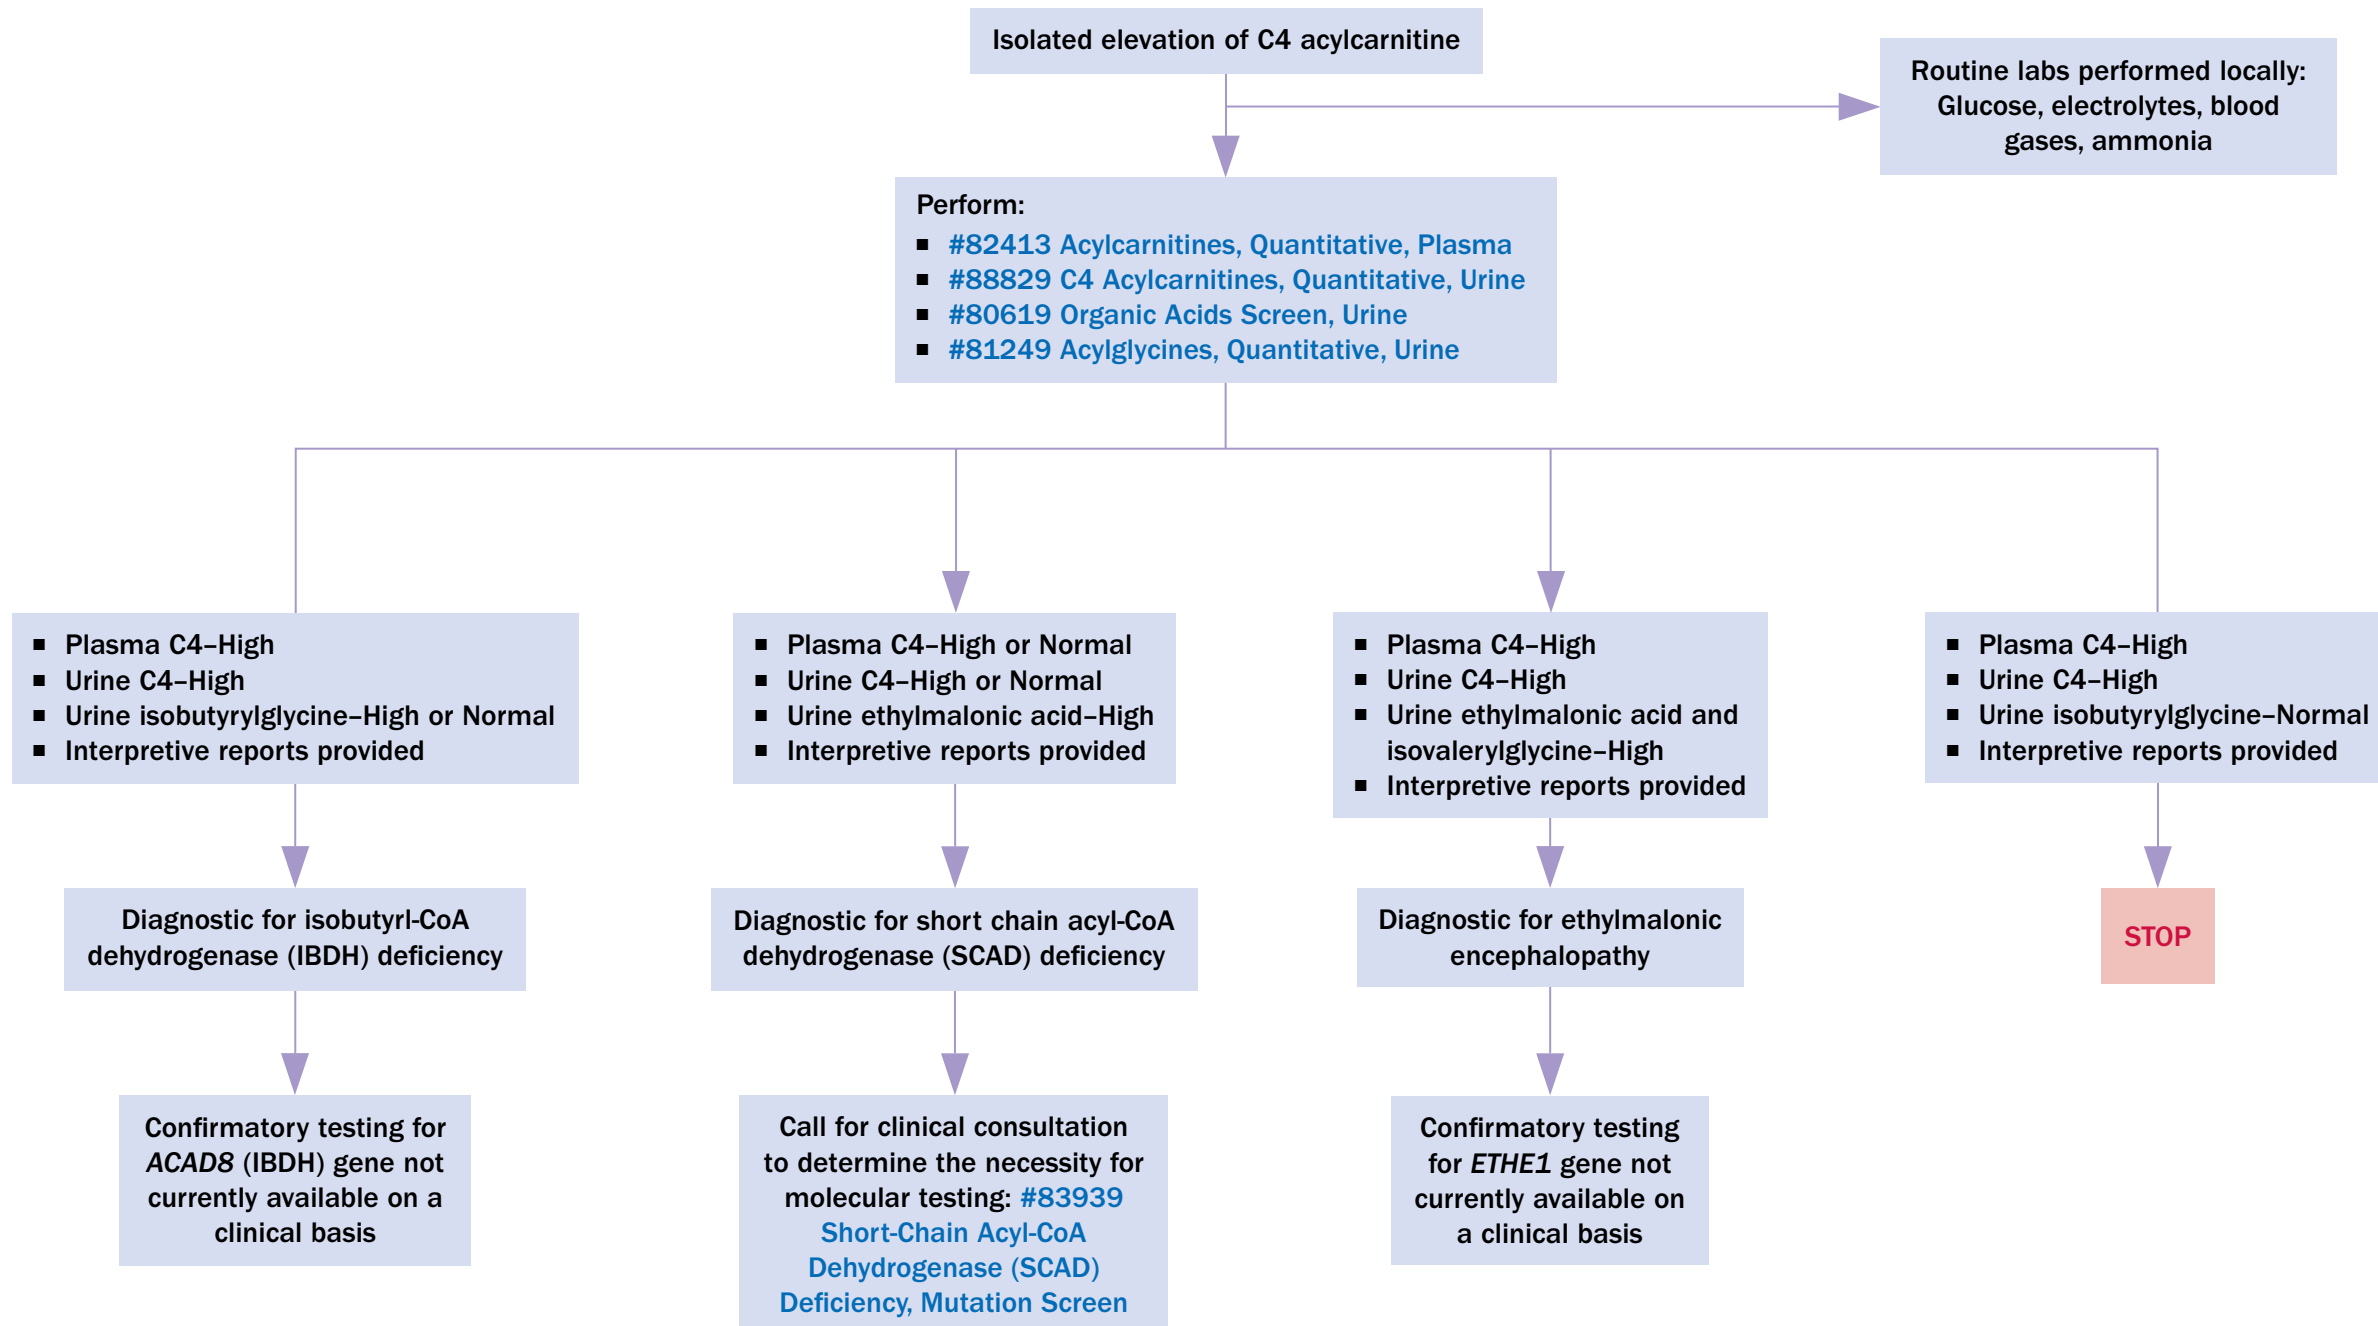 Isolated elevation of C4 acylcarnitine
Routine labs performed locally:
Glucose, electrolytes, blood
gases, ammonia
Perform:
■ #82413 Acylcarnitines, Quantitative, Plasma
■ #88829 C4 Acylcarnitines, Quantitative, Urine
■ #80619 Organic Acids Screen, Urine
■ #81249 Acylglycines, Quantitative, Urine
■ Plasma C4–High
■ Urine C4–High
■ Urine isobutyrylglycine–High or Normal
■ Interpretive reports provided
■ Plasma C4–High or Normal
■ Urine C4–High or Normal
■ Urine ethylmalonic acid–High
■ Interpretive reports provided
■ Plasma C4–High
■ Urine C4–High
■ Urine ethylmalonic acid and
isovalerylglycine–High
■ Interpretive reports provided
■ Plasma C4–High
■ Urine C4–High
■ Urine isobutyrylglycine–Normal
■ Interpretive reports provided
Diagnostic for isobutyrl-CoA
dehydrogenase (IBDH) deficiency
Diagnostic for short chain acyl-CoA
dehydrogenase (SCAD) deficiency
Diagnostic for ethylmalonic
encephalopathy
STOP
Confirmatory testing for
ACAD8 (IBDH) gene not
currently available on a
clinical basis
Call for clinical consultation
to determine the necessity for
molecular testing: #83939
Short-Chain Acyl-CoA
Dehydrogenase (SCAD)
Deficiency, Mutation Screen
Confirmatory testing
for ETHE1 gene not
currently available on
a clinical basis